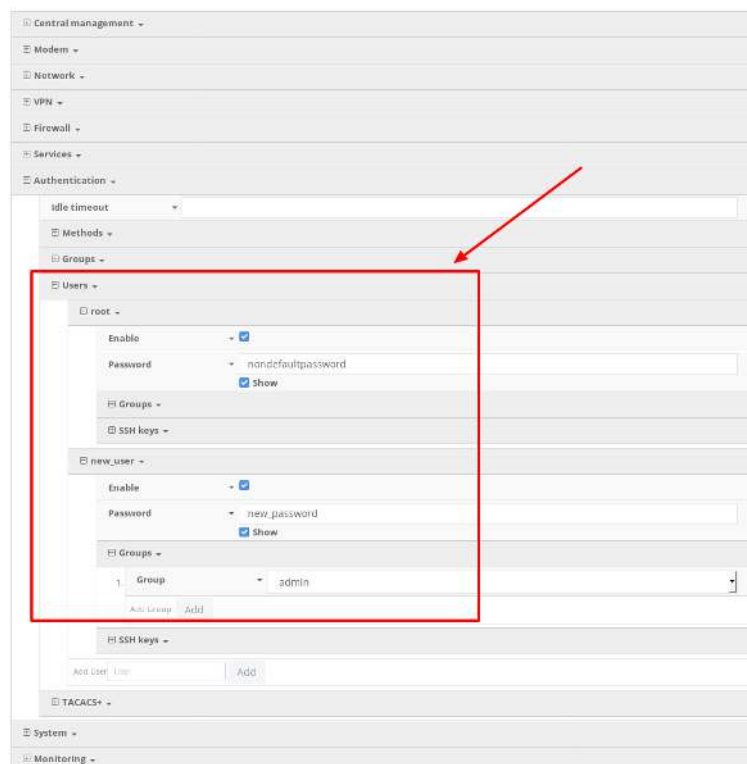 Central management
Modem
Network
VPN
Firewall
Services
Authentication
Idle timeout
Methods
Groups
Users
root
Enable
Password nondefaultpassword
Show
Groups
SSH keys
new_user
Enable
Password new_password
Show
Groups
1. Group admin
Add Group Add
SSH keys
Add User User Add
TACACS+
System
Monitoring